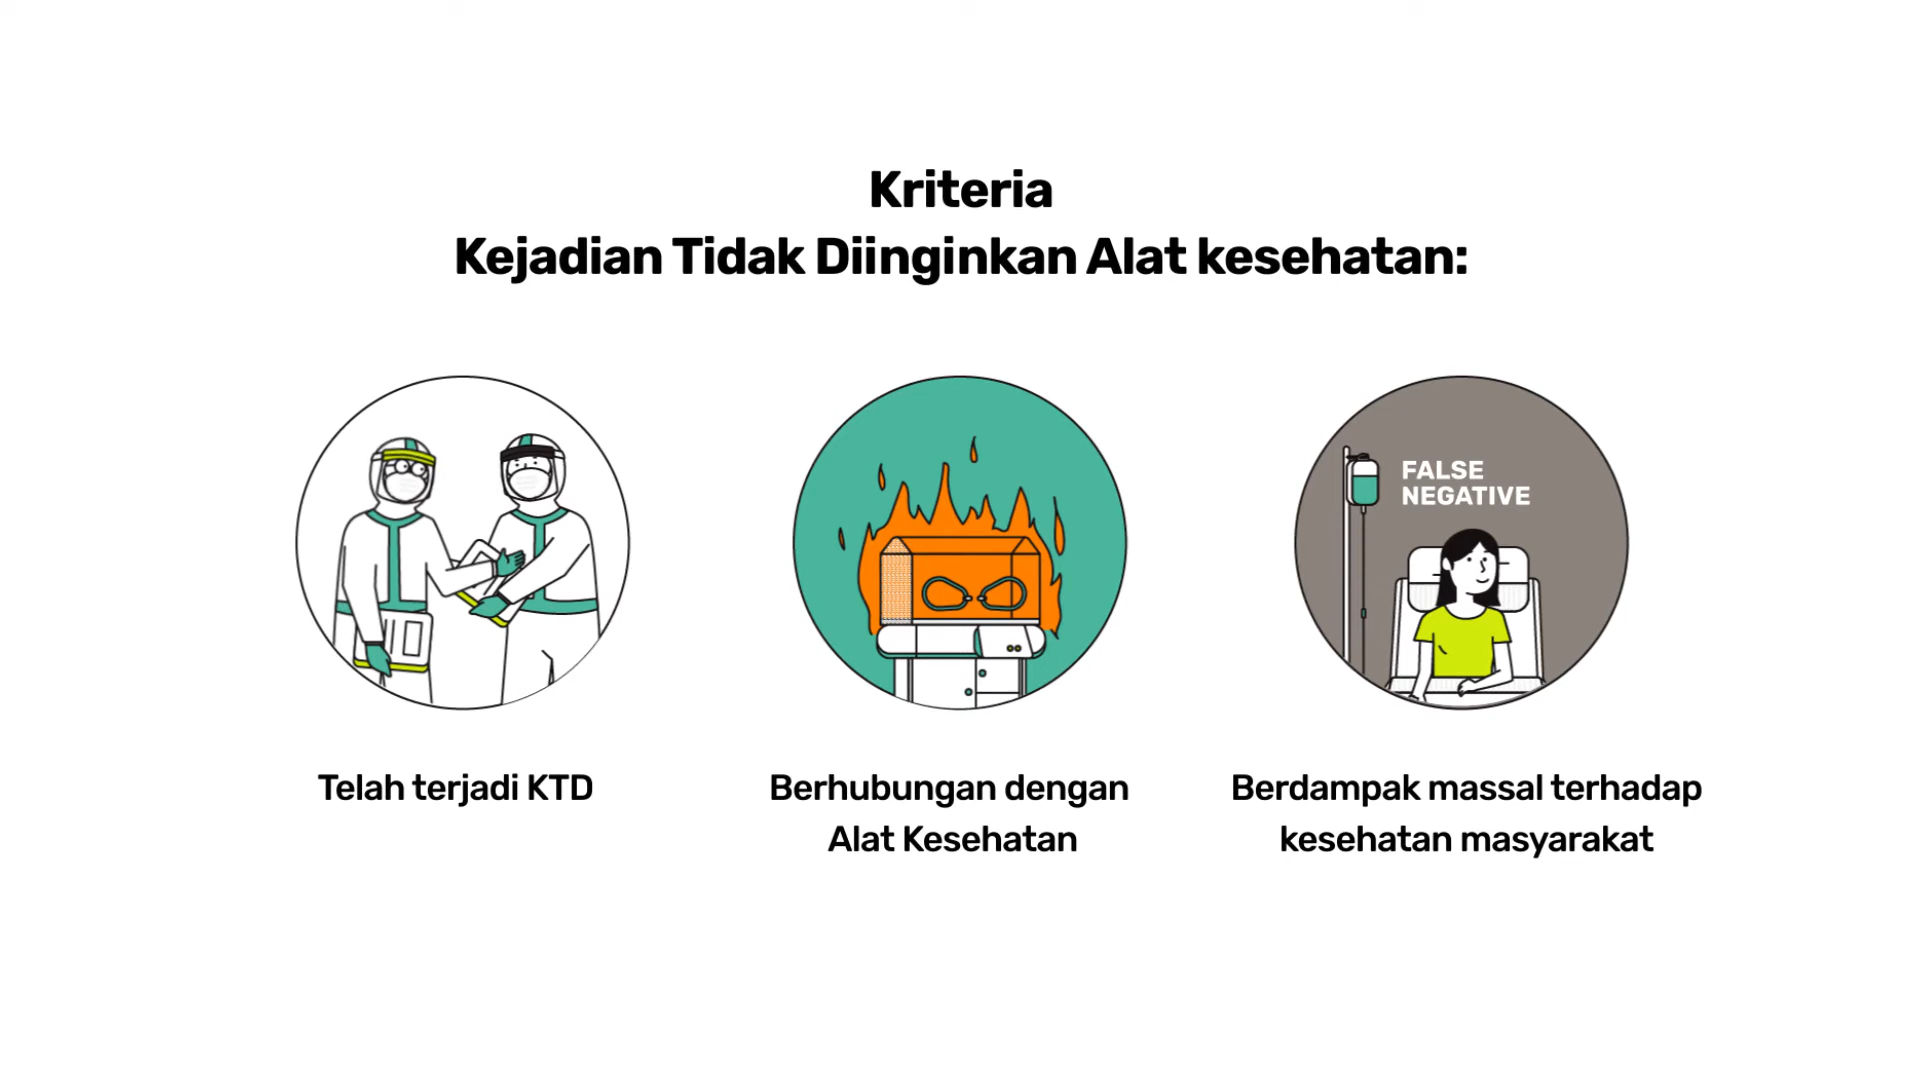 Kriteria
Kejadian Tidak Diinginkan Alat kesehatan:
FALSE
NEGATIVE
Telah terjadi KTD
Berhubungan dengan
Alat Kesehatan
Berdampak massal terhadap
kesehatan masyarakat